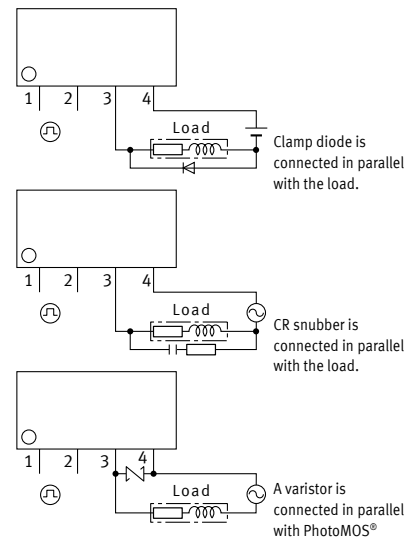 1 2 3 4
Load
Clamp diode is
connected in parallel
with the load.
1 2 3 4
Load
CR snubber is
connected in parallel
with the load.
1 2 3 4
Load
A varistor is
connected in parallel
with PhotoMOS®